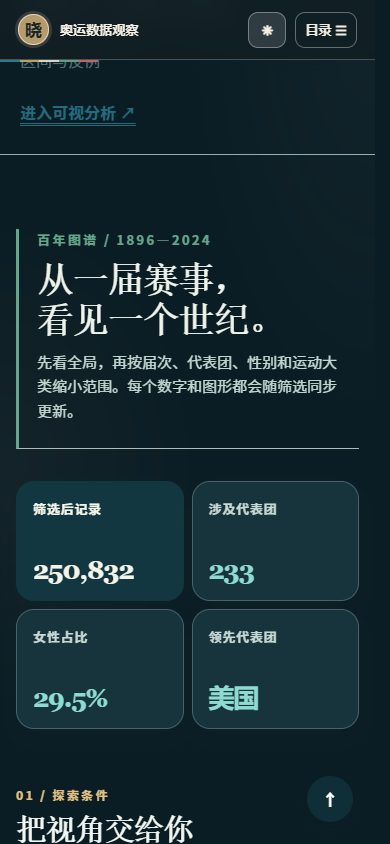 晓 奥运数据观察 目录
区间与反例
进入可视分析 ↗
百年图谱 / 1896—2024
从一届赛事，
看见一个世纪。
先看全局，再按届次、代表团、性别和运动大
类缩小范围。每个数字和图形都会随筛选同步
更新。
筛选后记录 涉及代表团
250,832 233
女性占比 领先代表团
29.5% 美国
01 / 探索条件
把视角交给你